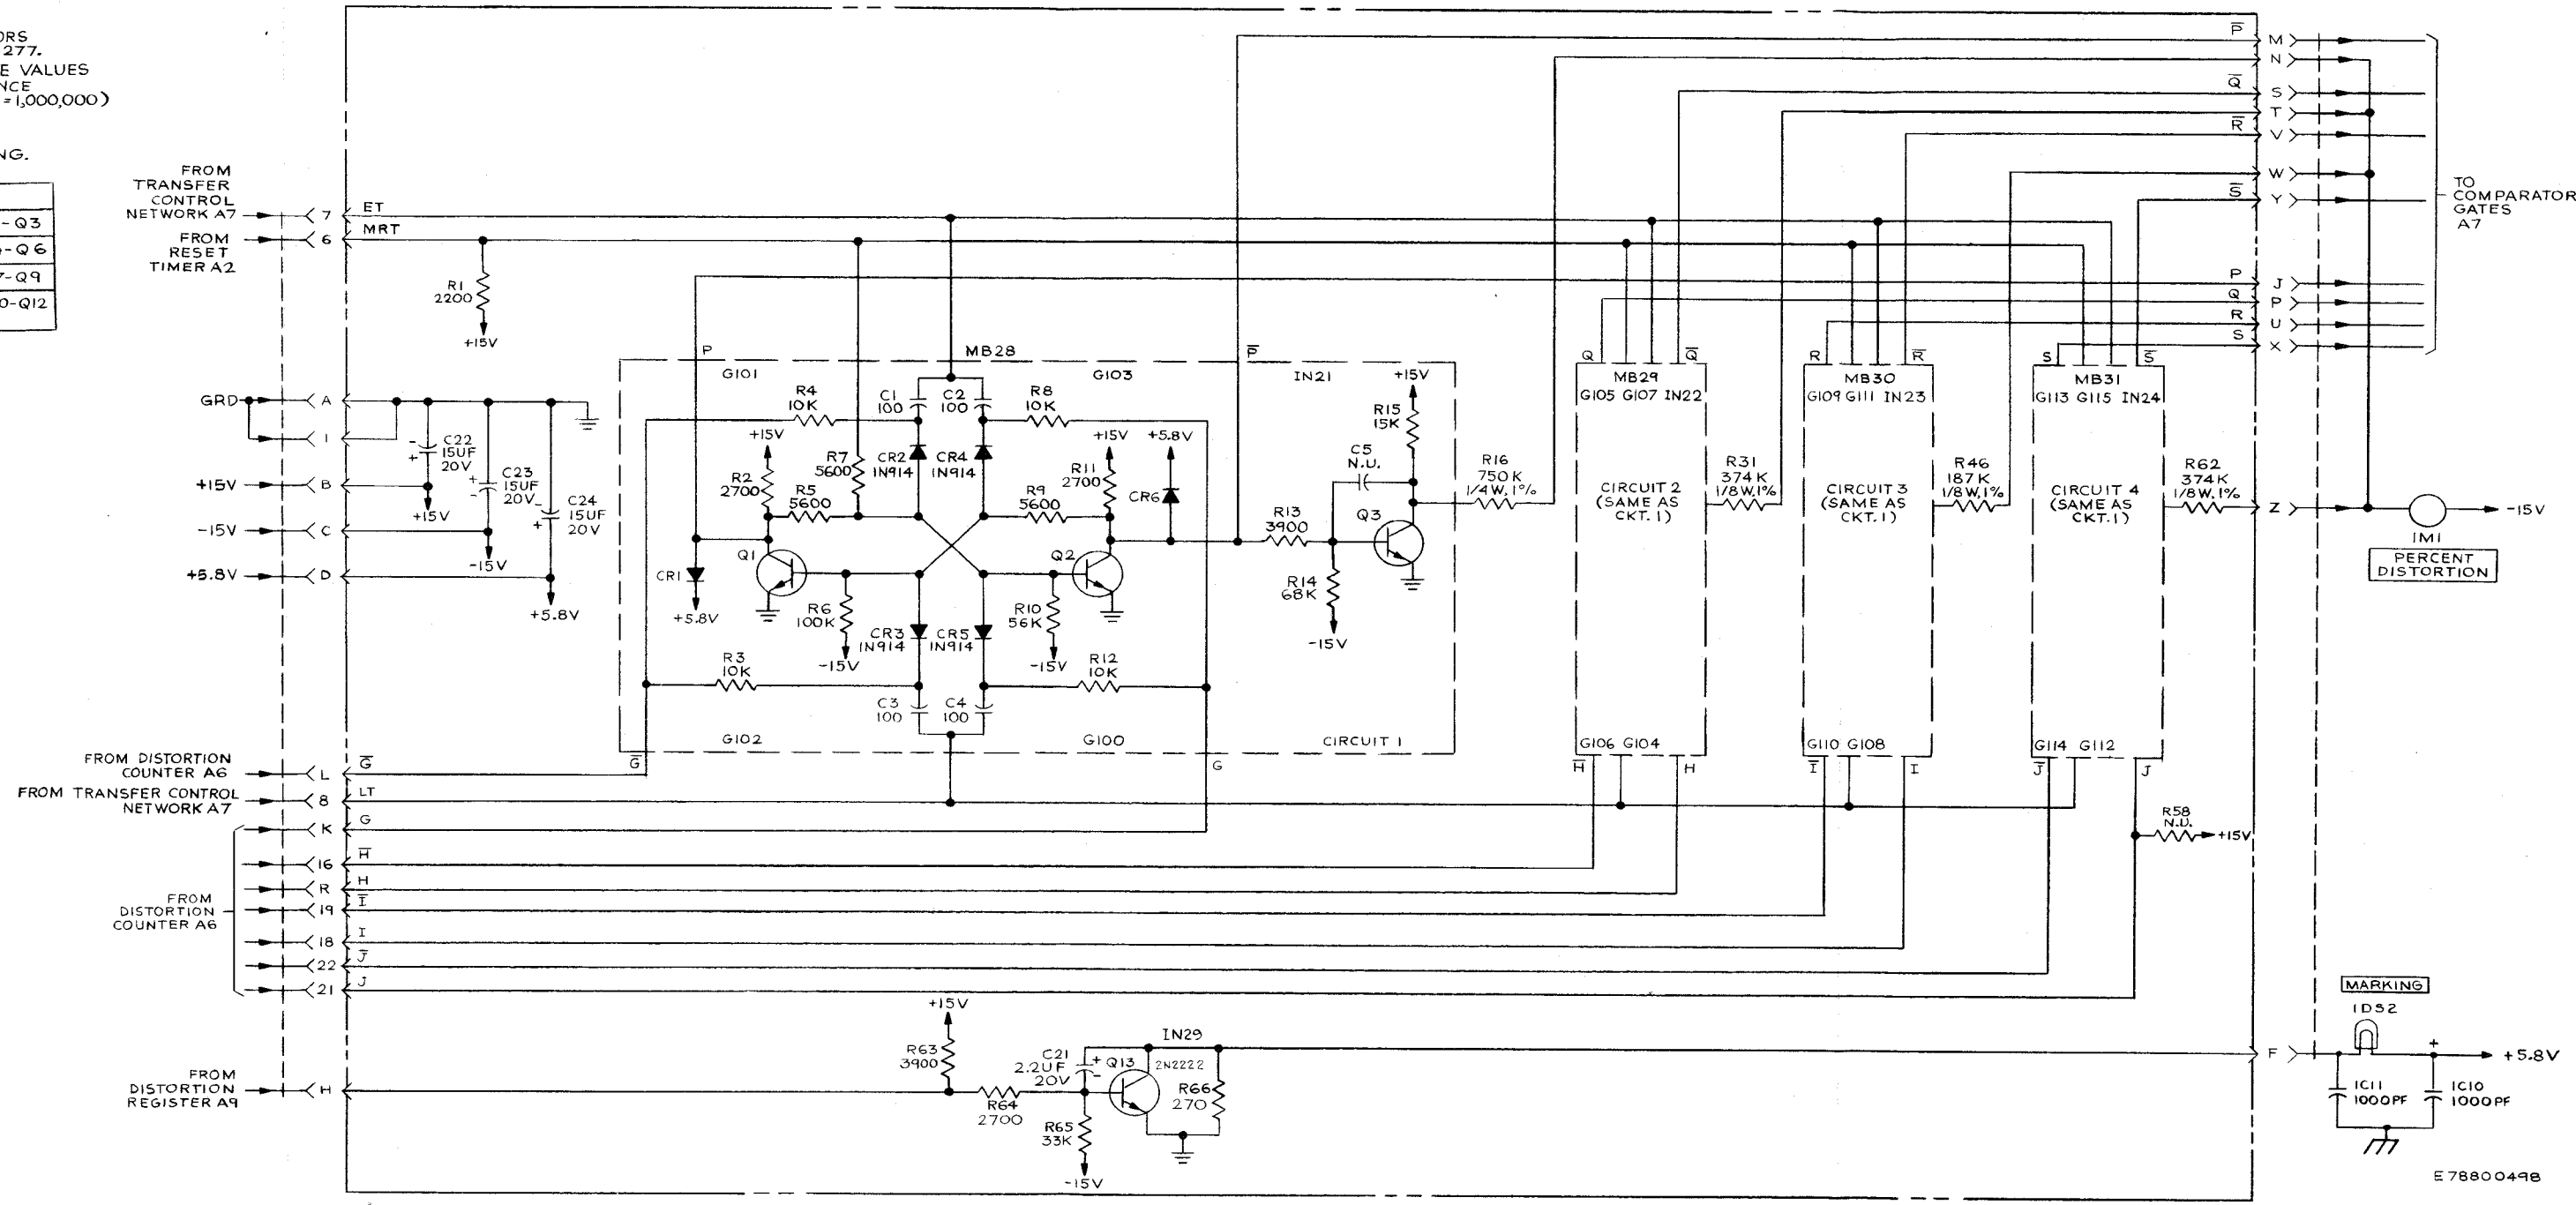 ORS
277.
E VALUES
NCE
= 1,000,000)
NG.
- Q3
- Q6
- Q9
0-Q12
FROM
TRANSFER
CONTROL
NETWORK A7
7
ET
FROM
RESET
TIMER A2
6
MRT
R1
2200
+15V
GRD
A
1
+15V
B
-15V
C
+5.8V
D
-
+
C22
15UF
20V
+15V
+
-
C23
15UF
20V
-15V
-
+
C24
15UF
20V
+5.8V
P
MB28
P̅
G101
G103
IN21
+15V
R4
10K
C1
100
C2
100
R8
10K
R15
15K
+15V
R7
5600
CR2
1N914
CR4
1N914
+15V
+5.8V
C5
N.U.
R2
2700
R5
5600
R9
5600
R11
2700
CR6
R13
3900
Q3
Q1
Q2
CR1
+5.8V
R6
100K
-15V
CR3
1N914
CR5
1N914
R10
56K
-15V
R14
68K
-15V
R3
10K
R12
10K
C3
100
C4
100
G102
G100
CIRCUIT 1
G̅
G
R16
750K
1/4W,1%
Q
Q̅
MB29
G105 G107 IN22
CIRCUIT 2
(SAME AS
CKT.1)
G106 G104
H̅
H
R31
374K
1/8W,1%
R
R̅
MB30
G109 G111 IN23
CIRCUIT 3
(SAME AS
CKT.1)
G110 G108
I̅
I
R46
187K
1/8W,1%
S
S̅
MB31
G113 G115 IN24
CIRCUIT 4
(SAME AS
CKT.1)
G114 G112
J̅
J
R62
374K
1/8W,1%
R58
N.U.
+15V
P̅
M
N
Q̅
S
T
R̅
V
W
S̅
Y
P
J
Q
P
R
U
S
X
TO
COMPARATOR
GATES
A7
Z
1M1
-15V
PERCENT
DISTORTION
FROM DISTORTION
COUNTER A6
L
G̅
FROM TRANSFER CONTROL
NETWORK A7
8
LT
K
G
16
H̅
R
H
FROM
DISTORTION
COUNTER A6
19
I̅
18
I
22
J̅
21
J
FROM
DISTORTION
REGISTER A9
H
+15V
R63
3900
R64
2700
C21
2.2UF
20V
+
-
IN29
Q13
2N2222
R66
270
R65
33K
-15V
F
MARKING
1DS2
+
+5.8V
1C11
1000PF
1C10
1000PF
E78800498